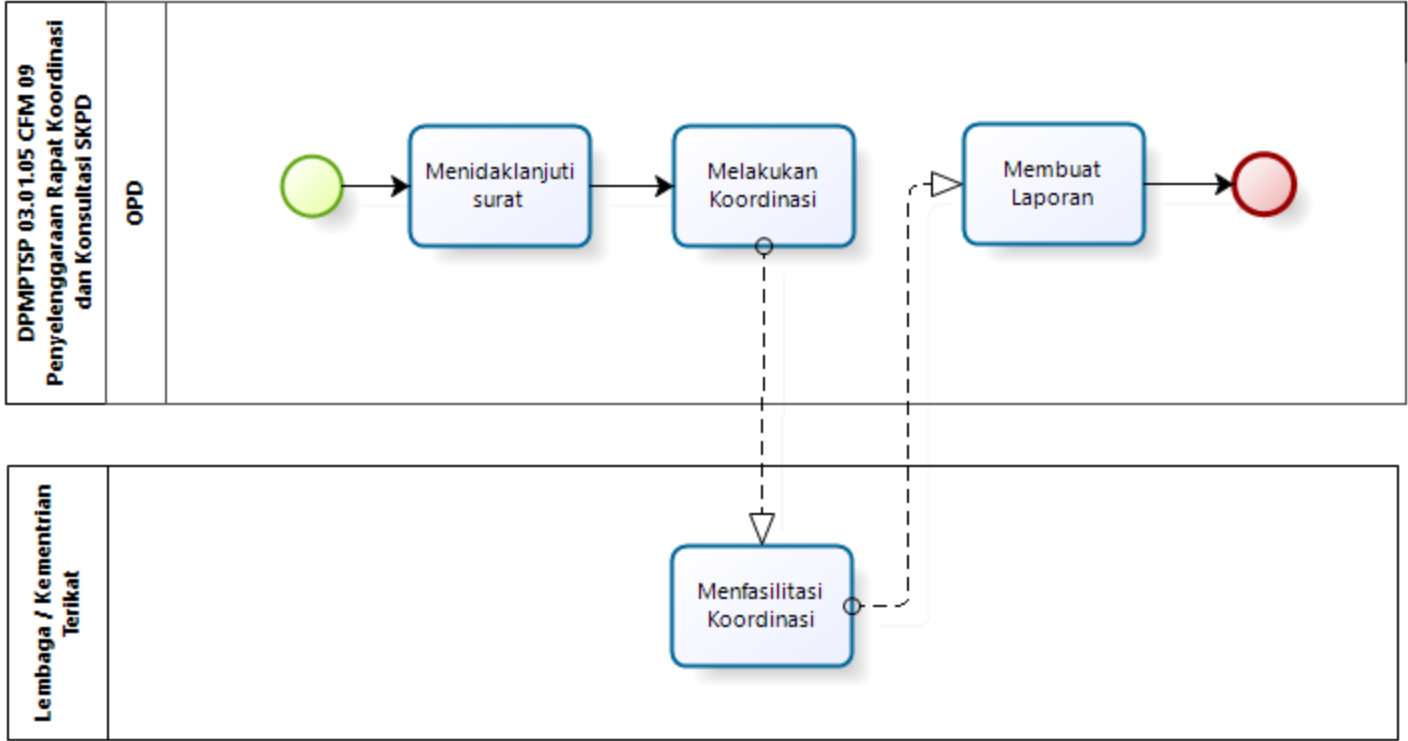 DPMPTSP 03.01.05 CFM 09
Penyelenggaraan Rapat Koordinasi
dan Konsultasi SKPD
OPD
Menidaklanjuti
surat
Melakukan
Koordinasi
Membuat
Laporan
Lembaga / Kementrian
Terikat
Menfasilitasi
Koordinasi